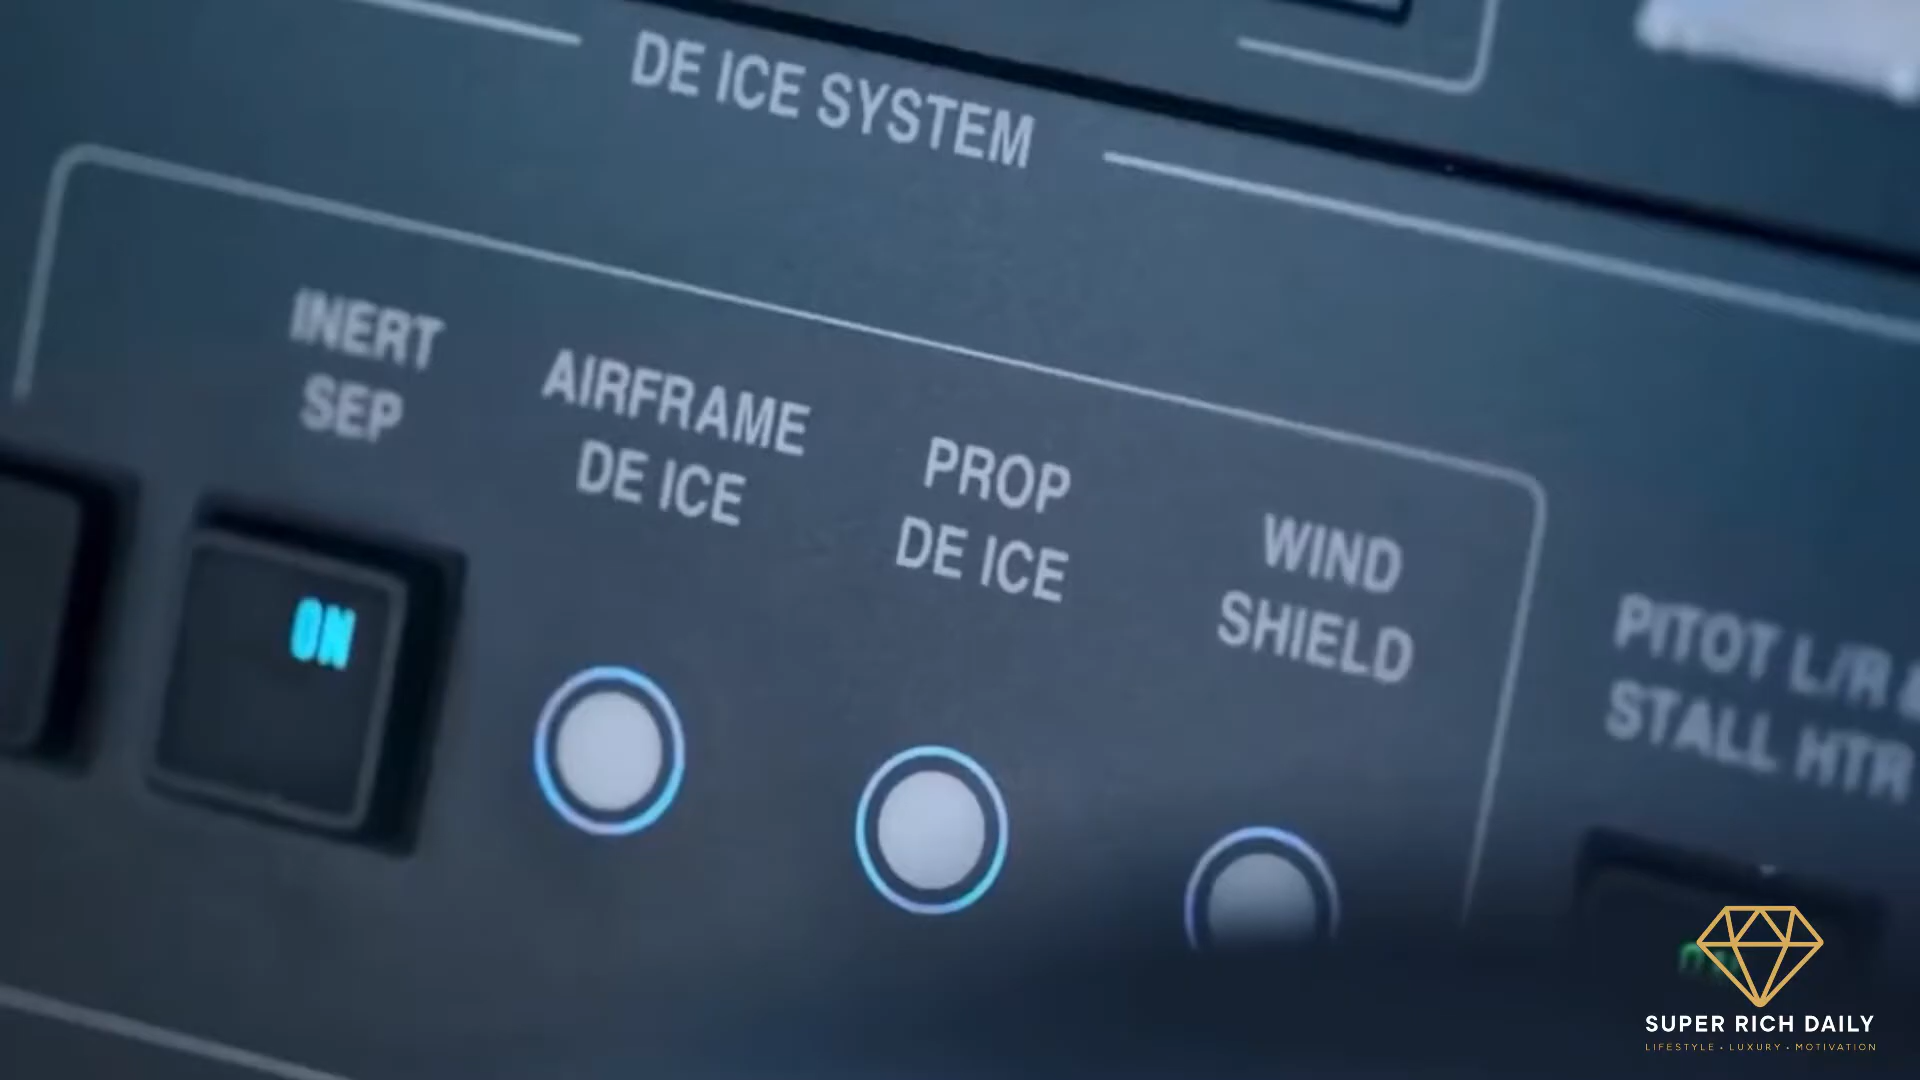 DE ICE SYSTEM
INERT
SEP
AIRFRAME
DE ICE
PROP
DE ICE
WIND
SHIELD
PITOT L/R &
STALL HTR
ON
SUPER RICH DAILY
LIFESTYLE • LUXURY • MOTIVATION